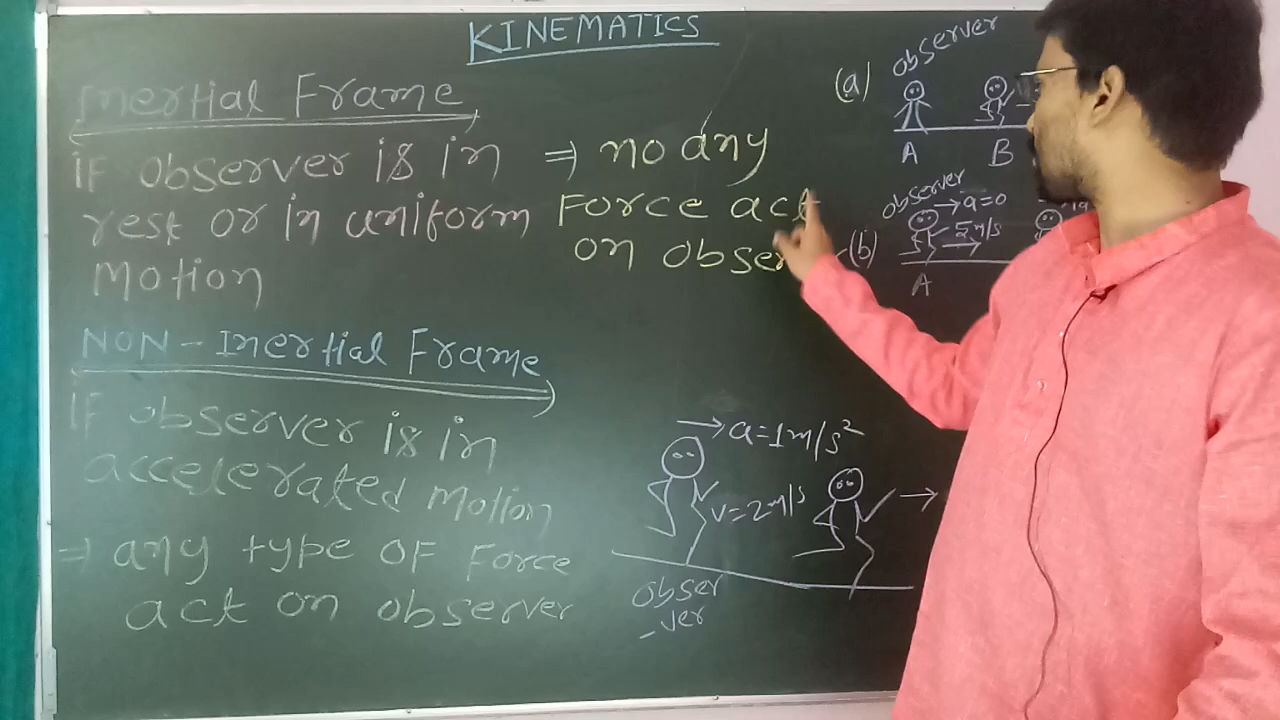 KINEMATICS
Inertial Frame
IF observer is in
rest or in uniform
motion
⇒ no any
Force act
on obser
NON-Inertial Frame
IF observer is in
accelerated motion
⇒ any type OF Force
act on observer
(a) observer
A B
observer
→ a=0
5m/s
(b)
A
→ a=1m/s²
v=2m/s
→
obser
-ver